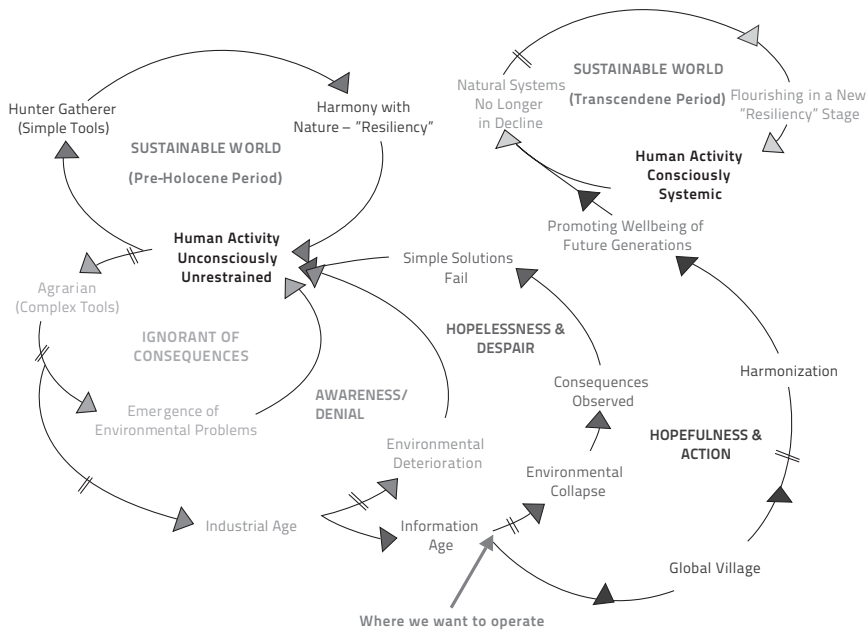 Hunter Gatherer
(Simple Tools)
Harmony with
Nature – "Resiliency"
SUSTAINABLE WORLD
(Pre-Holocene Period)
Human Activity
Unconsciously
Unrestrained
Agrarian
(Complex Tools)
IGNORANT OF
CONSEQUENCES
Emergence of
Environmental Problems
Industrial Age
AWARENESS/
DENIAL
Environmental
Deterioration
Information
Age
Simple Solutions
Fail
HOPELESSNESS &
DESPAIR
Consequences
Observed
Environmental
Collapse
Where we want to operate
Global Village
HOPEFULNESS &
ACTION
Harmonization
Promoting Wellbeing of
Future Generations
Human Activity
Consciously
Systemic
Natural Systems
No Longer
in Decline
SUSTAINABLE WORLD
(Transcendene Period)
Flourishing in a New
"Resiliency" Stage